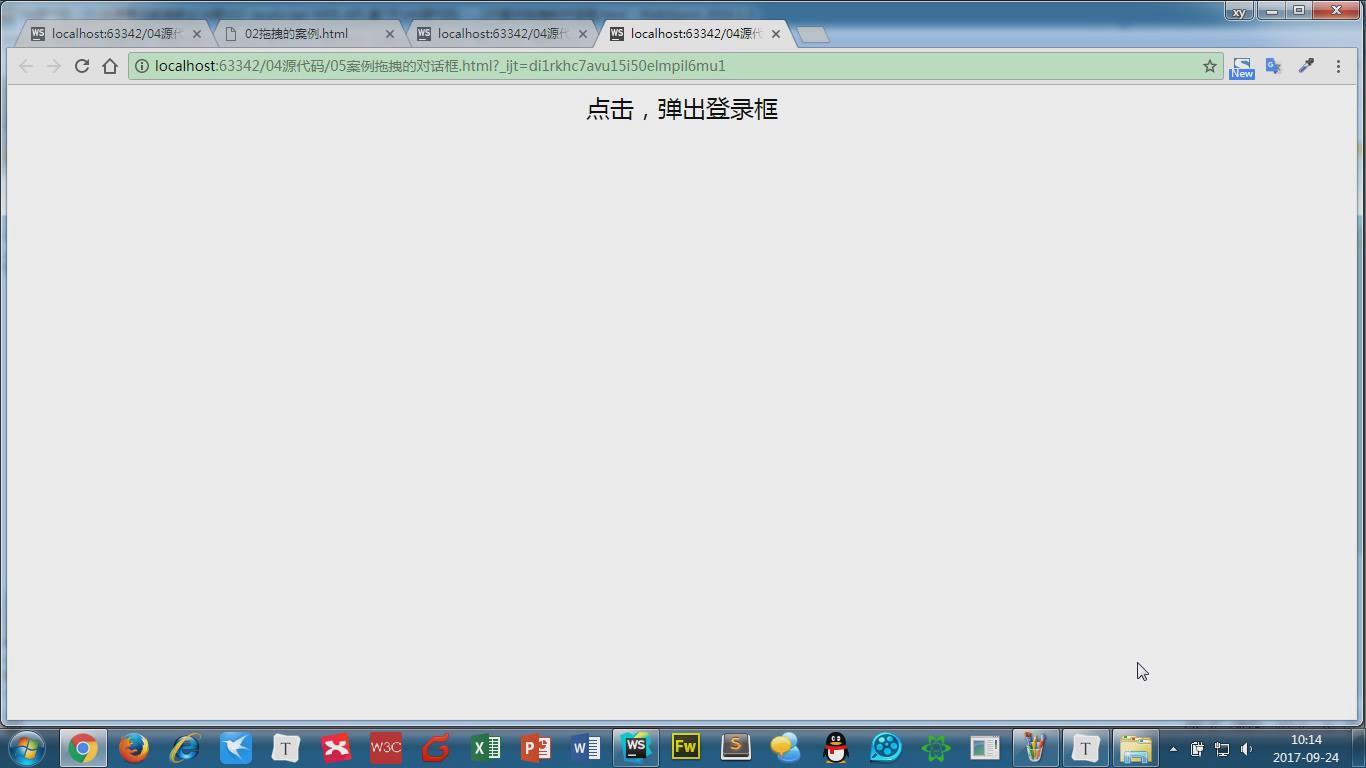 xy
localhost:63342/04源代
02拖拽的案例.html
localhost:63342/04源代
localhost:63342/04源代
localhost:63342/04源代码/05案例拖拽的对话框.html?_ijt=di1rkhc7avu15i50elmpil6mu1
New
点击，弹出登录框
W3C
WS
Fw
10:14
2017-09-24